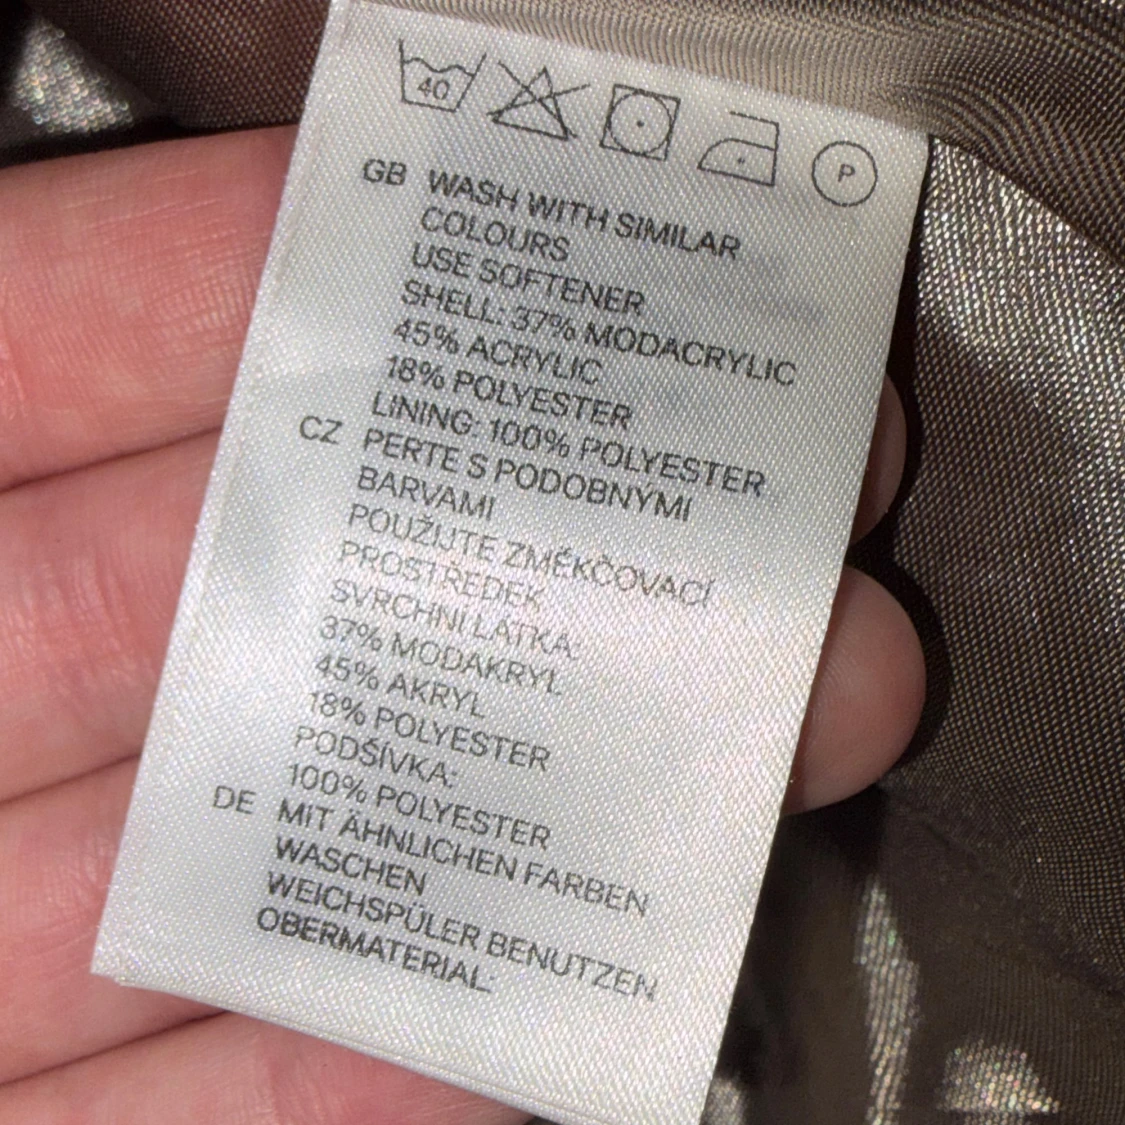 40
P
GB WASH WITH SIMILAR
COLOURS
USE SOFTENER
SHELL: 37% MODACRYLIC
45% ACRYLIC
18% POLYESTER
LINING: 100% POLYESTER
CZ PERTE S PODOBNÝMI
BARVAMI
POUŽIJTE ZMĚKČOVACÍ
PROSTŘEDEK
SVRCHNI LÁTKA:
37% MODAKRYL
45% AKRYL
18% POLYESTER
PODŠÍVKA:
100% POLYESTER
DE MIT ÄHNLICHEN FARBEN
WASCHEN
WEICHSPÜLER BENUTZEN
OBERMATERIAL: